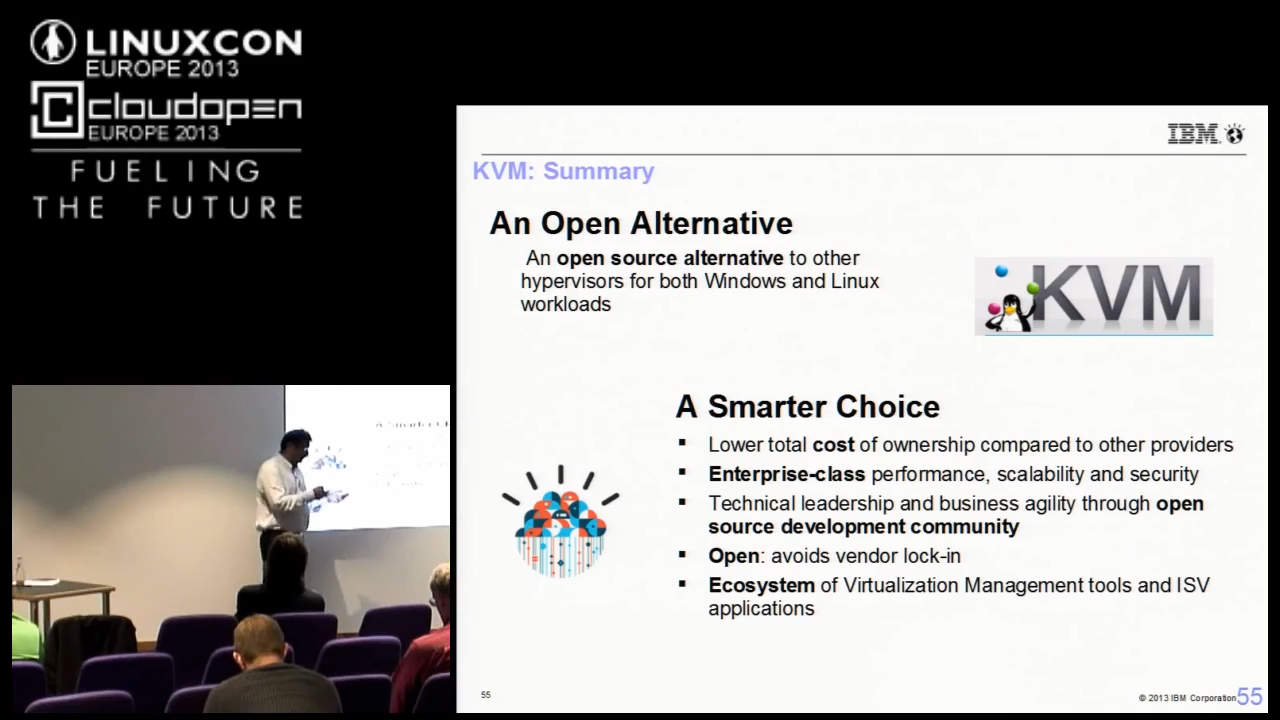 LINUXCON
EUROPE 2013
cloudopen
EUROPE 2013
FUELING
THE FUTURE
IBM
KVM: Summary
An Open Alternative
An open source alternative to other
hypervisors for both Windows and Linux
workloads
KVM
A Smarter Choice
▪ Lower total cost of ownership compared to other providers
▪ Enterprise-class performance, scalability and security
▪ Technical leadership and business agility through open
source development community
▪ Open: avoids vendor lock-in
▪ Ecosystem of Virtualization Management tools and ISV
applications
55
© 2013 IBM Corporation
55